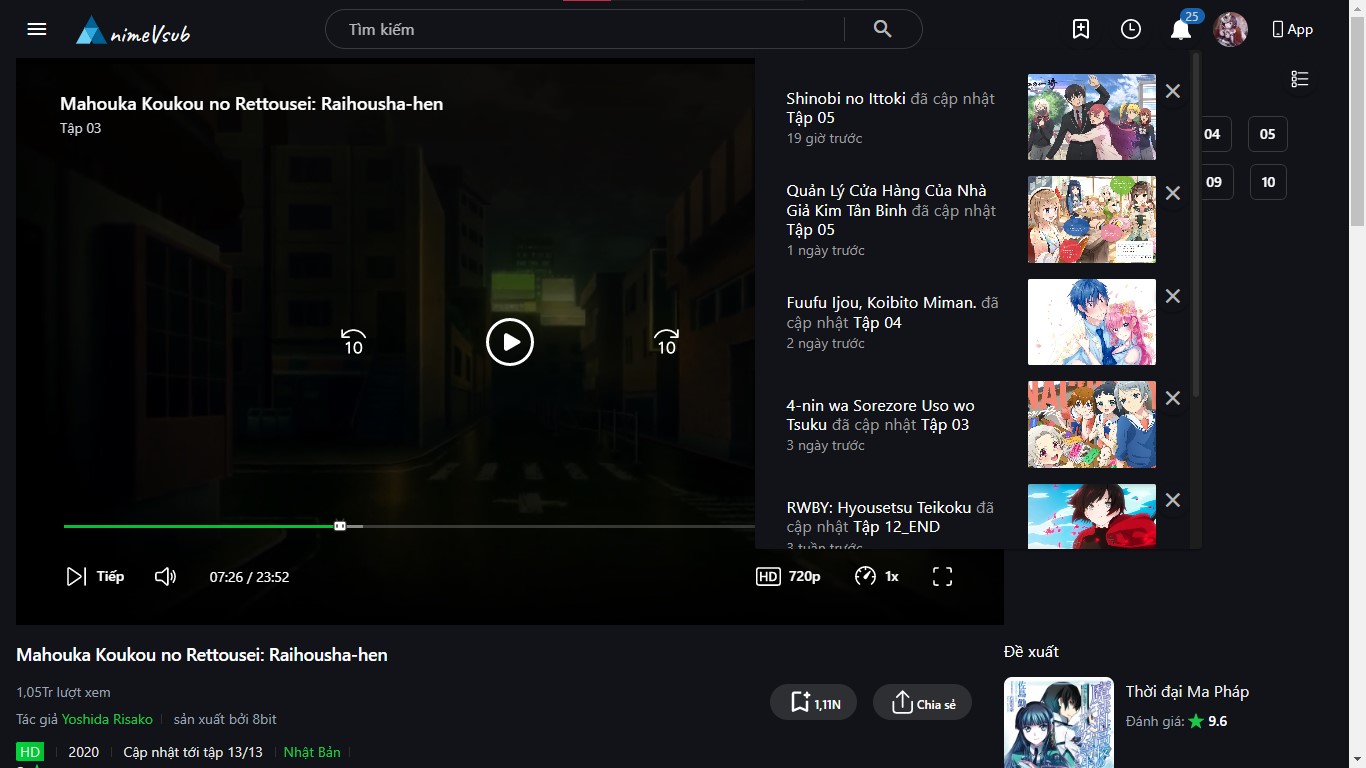 AnimeVsub
Tìm kiếm
25
App
Mahouka Koukou no Rettousei: Raihousha-hen
Tập 03
Shinobi no Ittoki đã cập nhật
Tập 05
19 giờ trước
Quản Lý Cửa Hàng Của Nhà
Giả Kim Tân Binh đã cập nhật
Tập 05
1 ngày trước
Fuufu Ijou, Koibito Miman. đã
cập nhật Tập 04
2 ngày trước
4-nin wa Sorezore Uso wo
Tsuku đã cập nhật Tập 03
3 ngày trước
RWBY: Hyousetsu Teikoku đã
cập nhật Tập 12_END
3 tuần trước
04 05
09 10
10
10
Tiếp
07:26 / 23:52
HD 720p
1x
Mahouka Koukou no Rettousei: Raihousha-hen
1,05Tr lượt xem
Tác giả Yoshida Risako sản xuất bởi 8bit
HD 2020 Cập nhật tới tập 13/13 Nhật Bản
1,11N
Chia sẻ
Đề xuất
Thời đại Ma Pháp
Đánh giá: 9.6